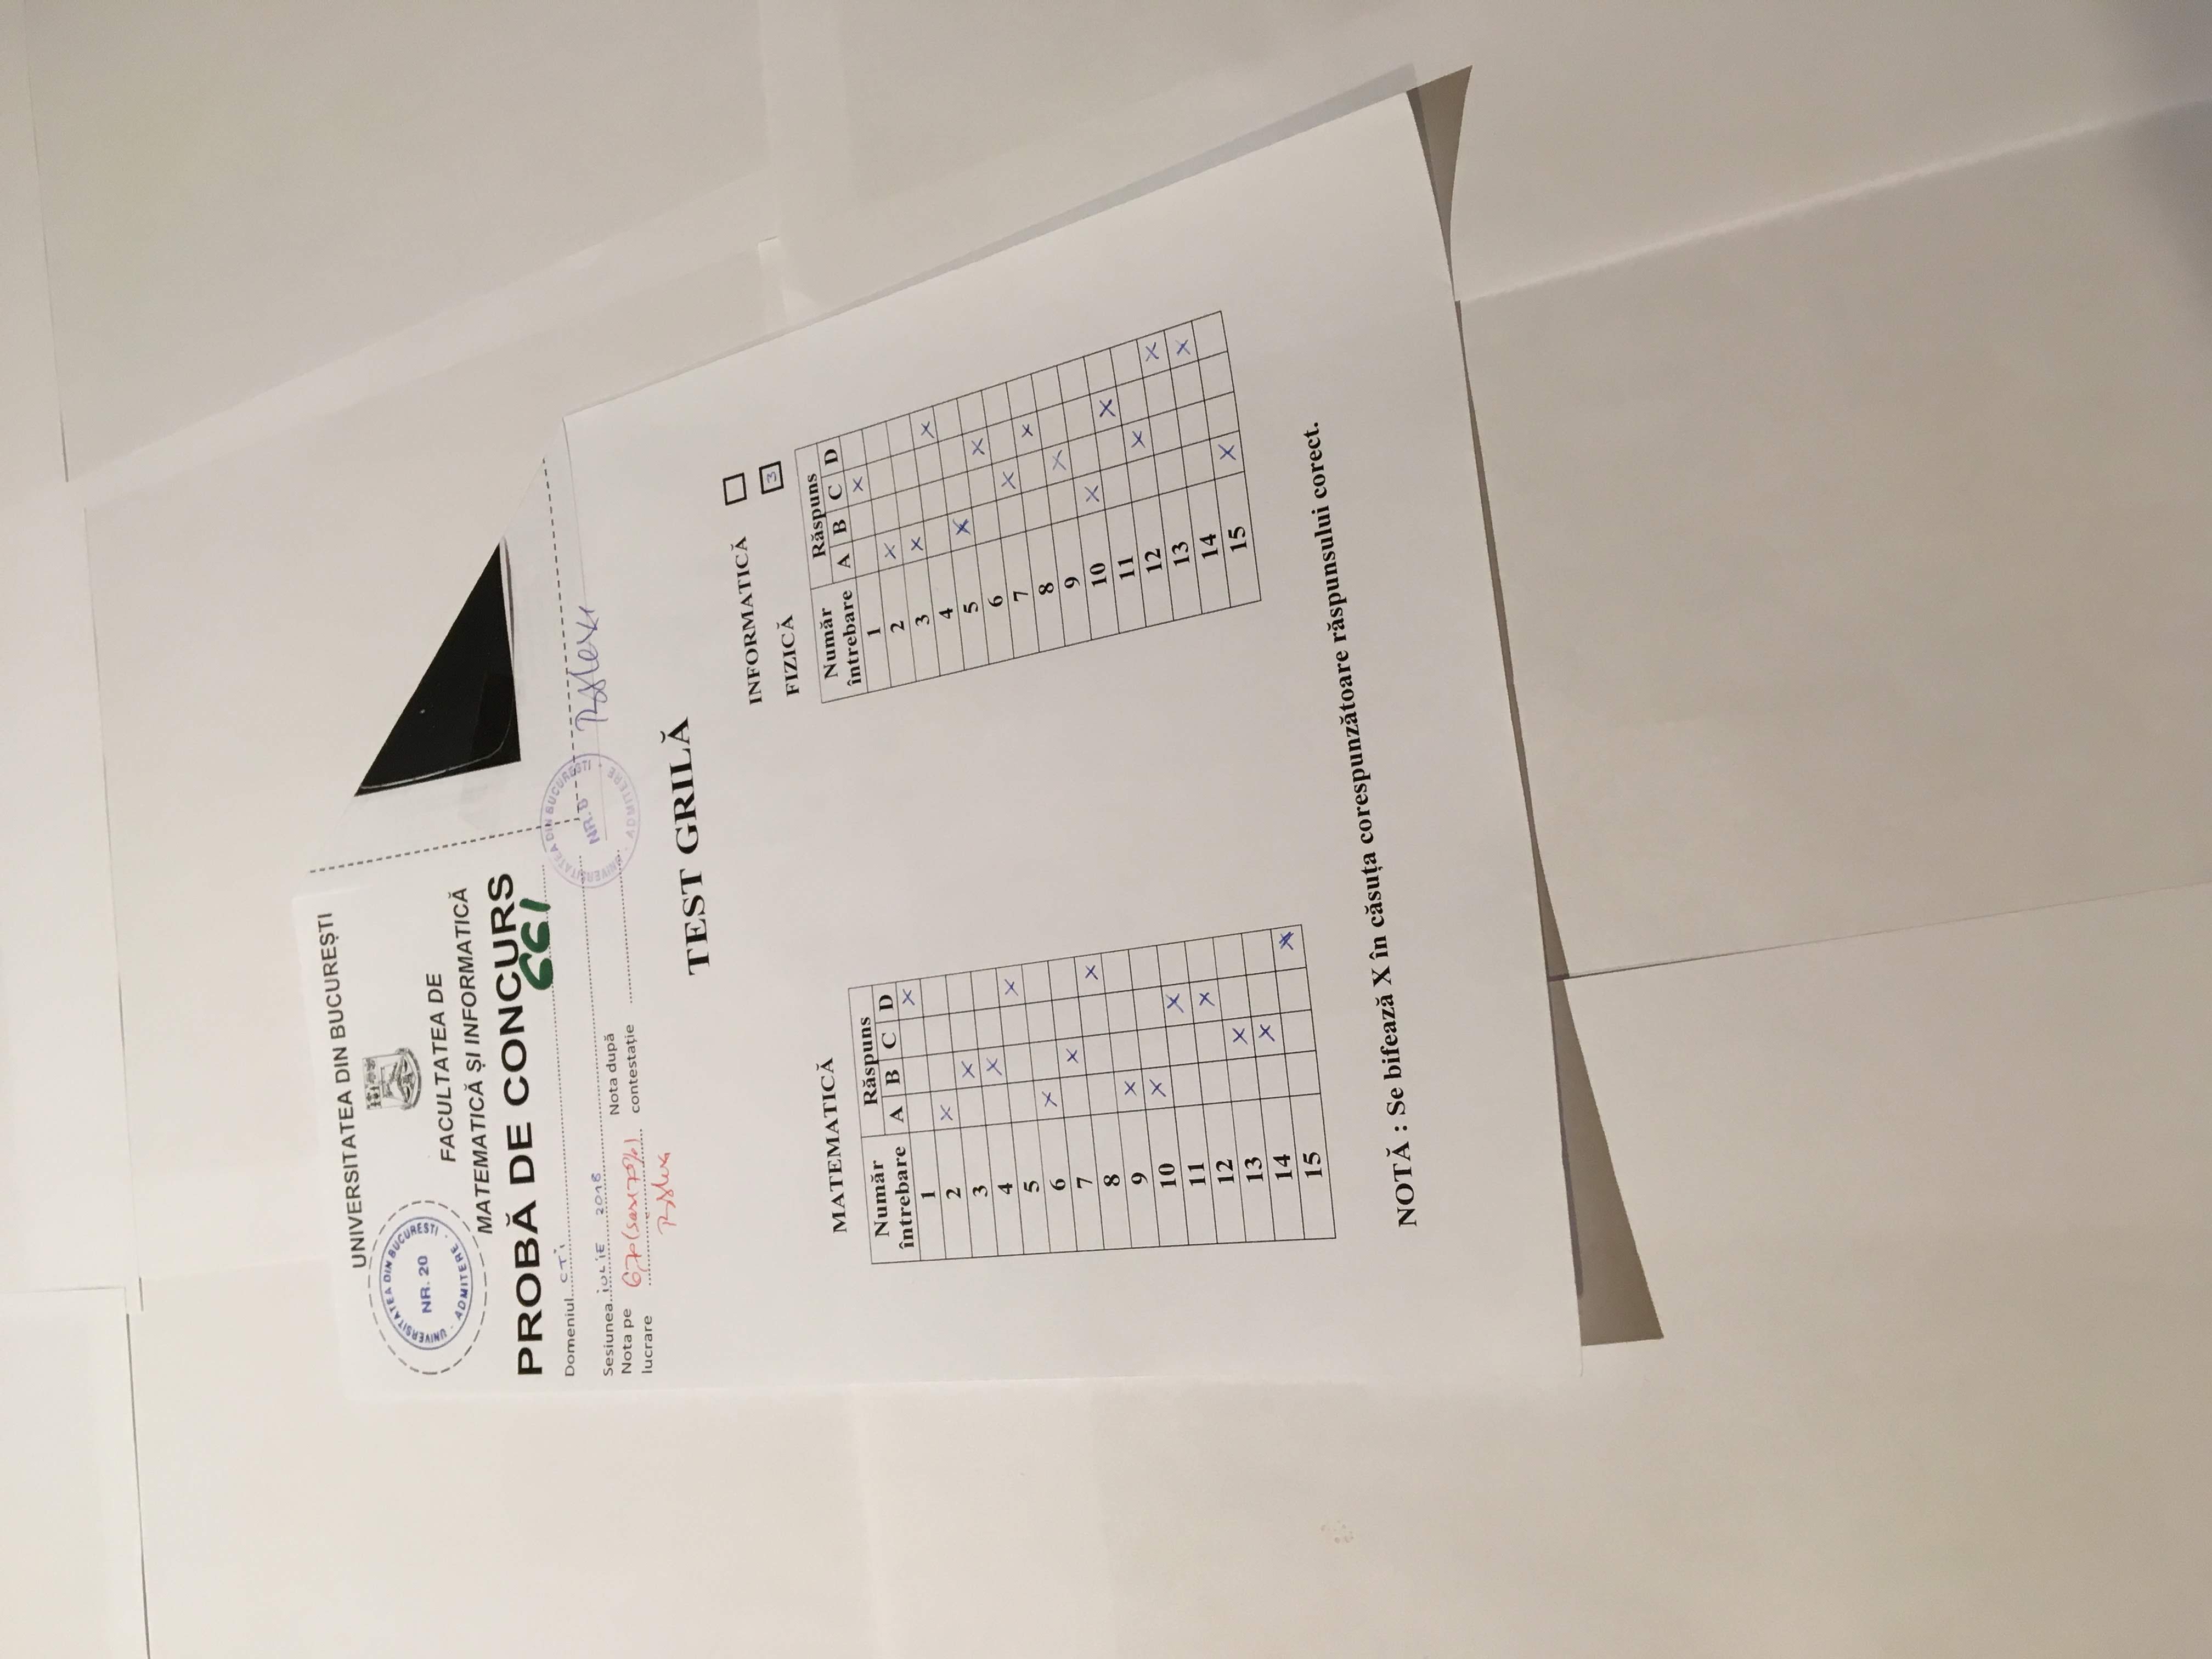 UNIVERSITATEA DIN BUCUREȘTI
UNIVERSITATEA DIN BUCUREȘTI
NR. 20
ADMITERE
FACULTATEA DE
MATEMATICĂ ȘI INFORMATICĂ
PROBĂ DE CONCURS
661
Domeniul CTI
Sesiunea IULIE 2018
Nota pe lucrare 6,70 (șase 70%)
Nota după contestație
UNIVERSITATEA DIN BUCUREȘTI
NR. 8
ADMITERE
TEST GRILĂ
INFORMATICĂ
FIZICĂ 3
MATEMATICĂ
Număr întrebare Răspuns
A B C D
1 X
2 X
3 X
4 X
5 X
6 X
7 X
8 X
9 X
10 X
11 X
12 X
13 X
14 X
15 X
Număr întrebare Răspuns
A B C D
1 X
2 X
3 X
4 X
5 X
6 X
7 X
8 X
9 X
10 X
11 X
12 X
13 X
14 X
15 X
NOTĂ : Se bifează X în căsuța corespunzătoare răspunsului corect.